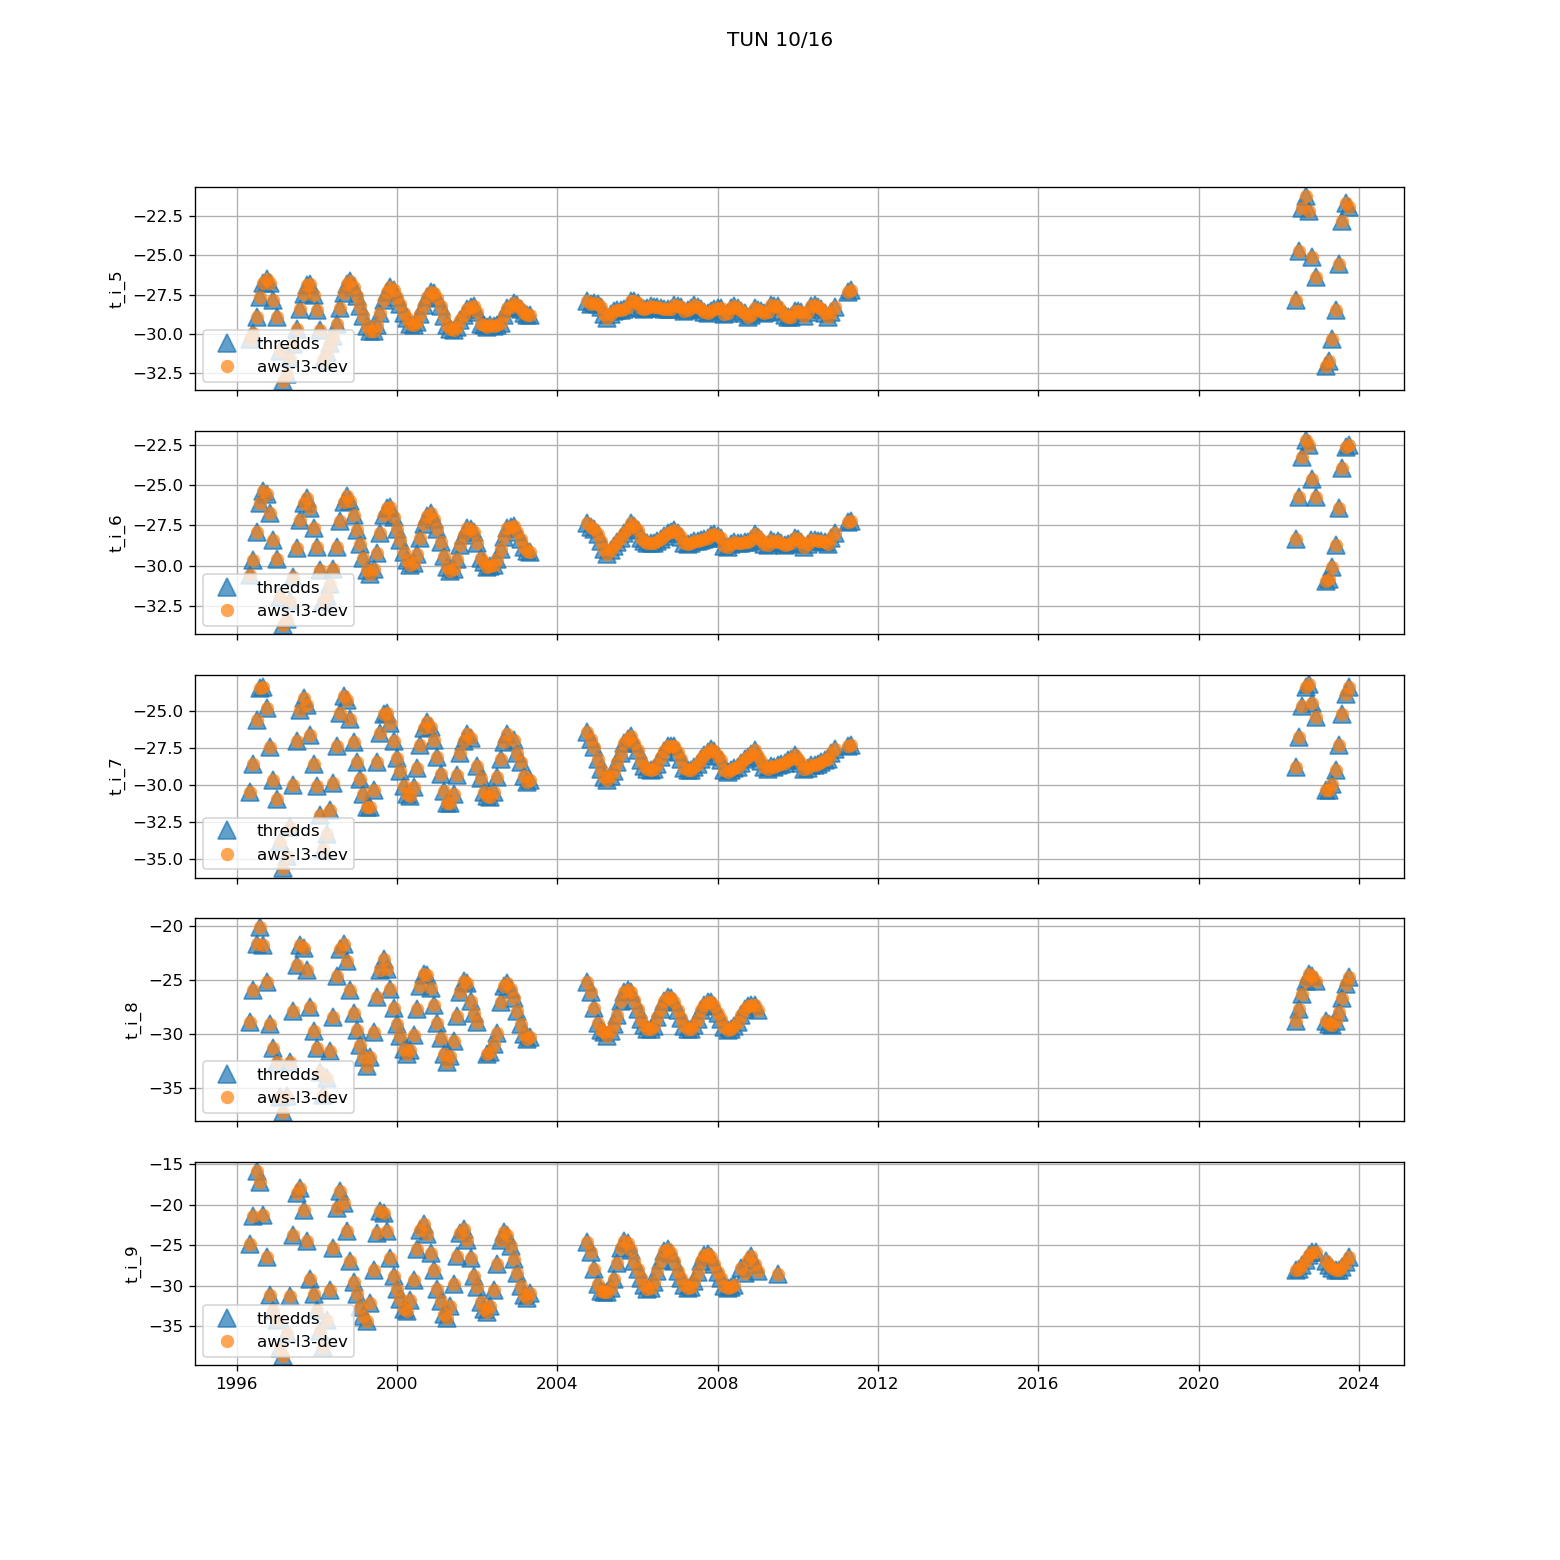 TUN 10/16
−22.5
−25.0
−27.5
−30.0
−32.5
t_i_5
thredds
aws-l3-dev
−22.5
−25.0
−27.5
−30.0
−32.5
t_i_6
thredds
aws-l3-dev
−25.0
−27.5
−30.0
−32.5
−35.0
t_i_7
thredds
aws-l3-dev
−20
−25
−30
−35
t_i_8
thredds
aws-l3-dev
−15
−20
−25
−30
−35
t_i_9
thredds
aws-l3-dev
1996 2000 2004 2008 2012 2016 2020 2024